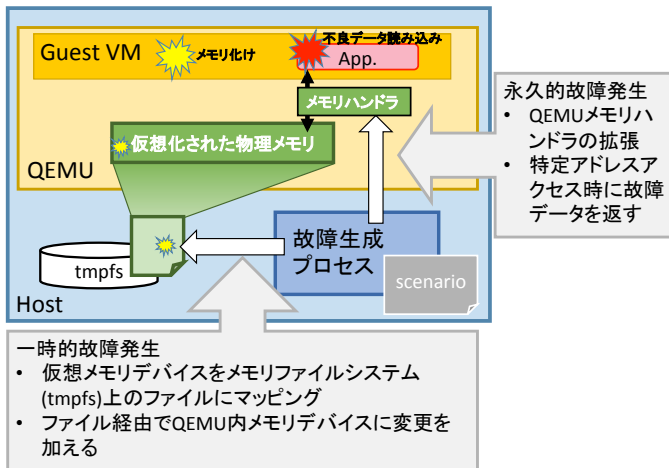 Guest VM
メモリ化け
不良データ読み込み
App.
メモリハンドラ
仮想化された物理メモリ
QEMU
tmpfs
故障生成
プロセス
scenario
Host
永久的故障発生
• QEMUメモリハ
ンドラの拡張
• 特定アドレスア
クセス時に故障
データを返す
一時的故障発生
• 仮想メモリデバイスをメモリファイルシステム
(tmpfs)上のファイルにマッピング
• ファイル経由でQEMU内メモリデバイスに変更を
加える